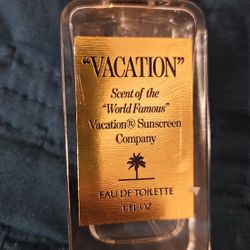 “VACATION”
Scent of the
“World Famous”
Vacation® Sunscreen
Company
EAU DE TOILETTE
1 FL OZ